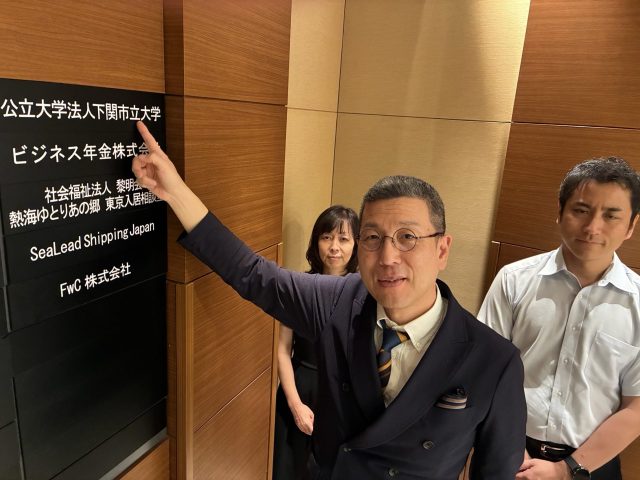 公立大学法人下関市立大学
ビジネス年金株式会
社会福祉法人 黎明会
熱海ゆとりあの郷 東京入居相談
SeaLead Shipping Japan
FwC 株式会社